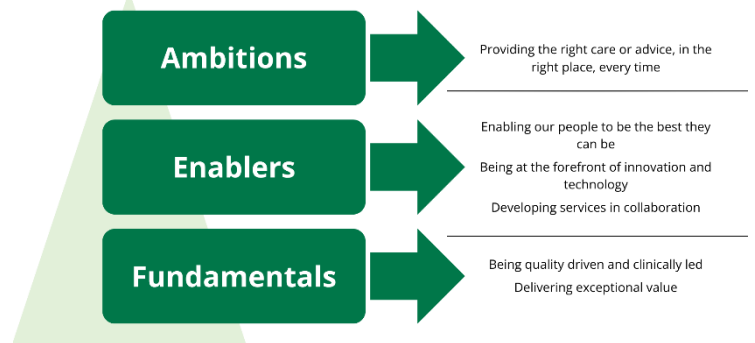 Ambitions
Providing the right care or advice, in the
right place, every time
Enablers
Enabling our people to be the best they
can be
Being at the forefront of innovation and
technology
Developing services in collaboration
Fundamentals
Being quality driven and clinically led
Delivering exceptional value